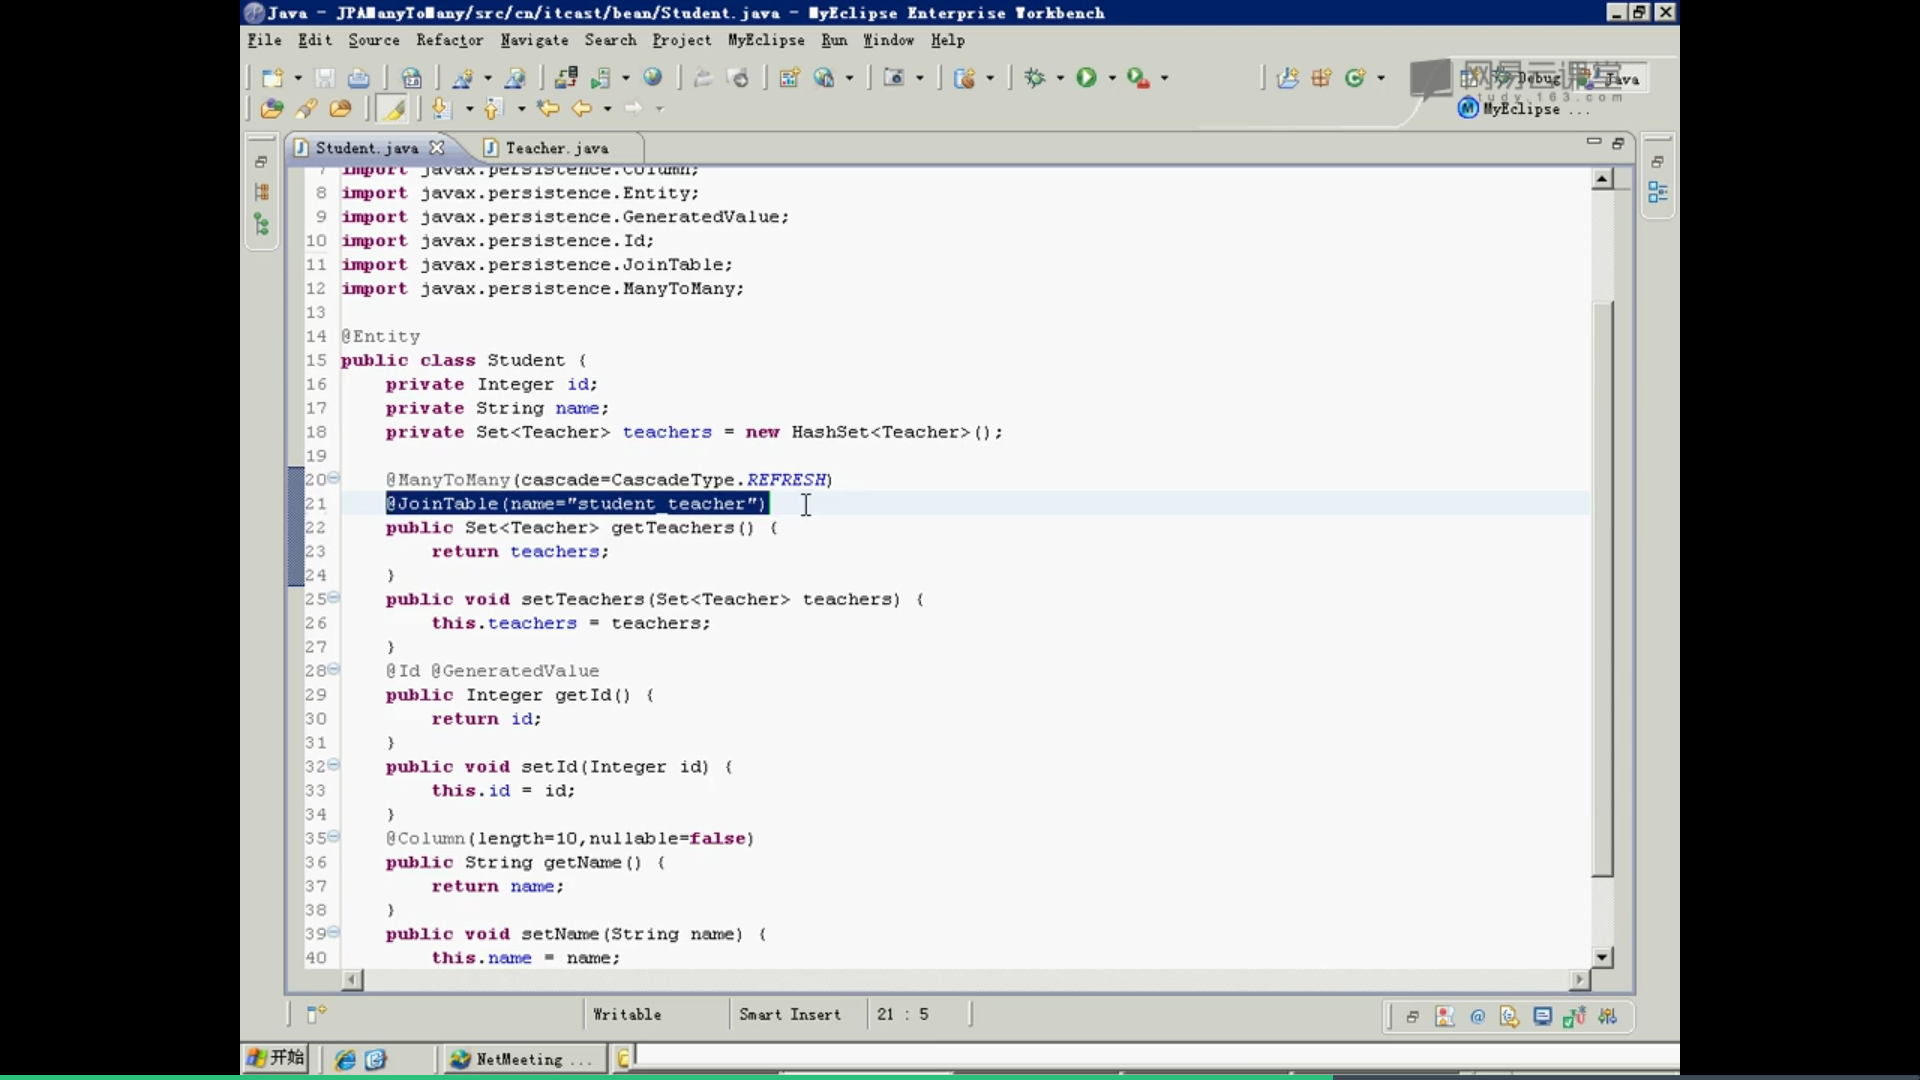 Java - JPAManyToMany/src/cn/itcast/bean/Student.java - MyEclipse Enterprise Workbench
File Edit Source Refactor Navigate Search Project MyEclipse Run Window Help
网易云课堂
study.163.com
Debug Java
MyEclipse ...
Student.java Teacher.java
7 import javax.persistence.Column;
8 import javax.persistence.Entity;
9 import javax.persistence.GeneratedValue;
10 import javax.persistence.Id;
11 import javax.persistence.JoinTable;
12 import javax.persistence.ManyToMany;
13
14 @Entity
15 public class Student {
16 private Integer id;
17 private String name;
18 private Set<Teacher> teachers = new HashSet<Teacher>();
19
20 @ManyToMany(cascade=CascadeType.REFRESH)
21 @JoinTable(name="student_teacher")
22 public Set<Teacher> getTeachers() {
23 return teachers;
24 }
25 public void setTeachers(Set<Teacher> teachers) {
26 this.teachers = teachers;
27 }
28 @Id @GeneratedValue
29 public Integer getId() {
30 return id;
31 }
32 public void setId(Integer id) {
33 this.id = id;
34 }
35 @Column(length=10,nullable=false)
36 public String getName() {
37 return name;
38 }
39 public void setName(String name) {
40 this.name = name;
Writable Smart Insert 21 : 5
开始 NetMeeting ...